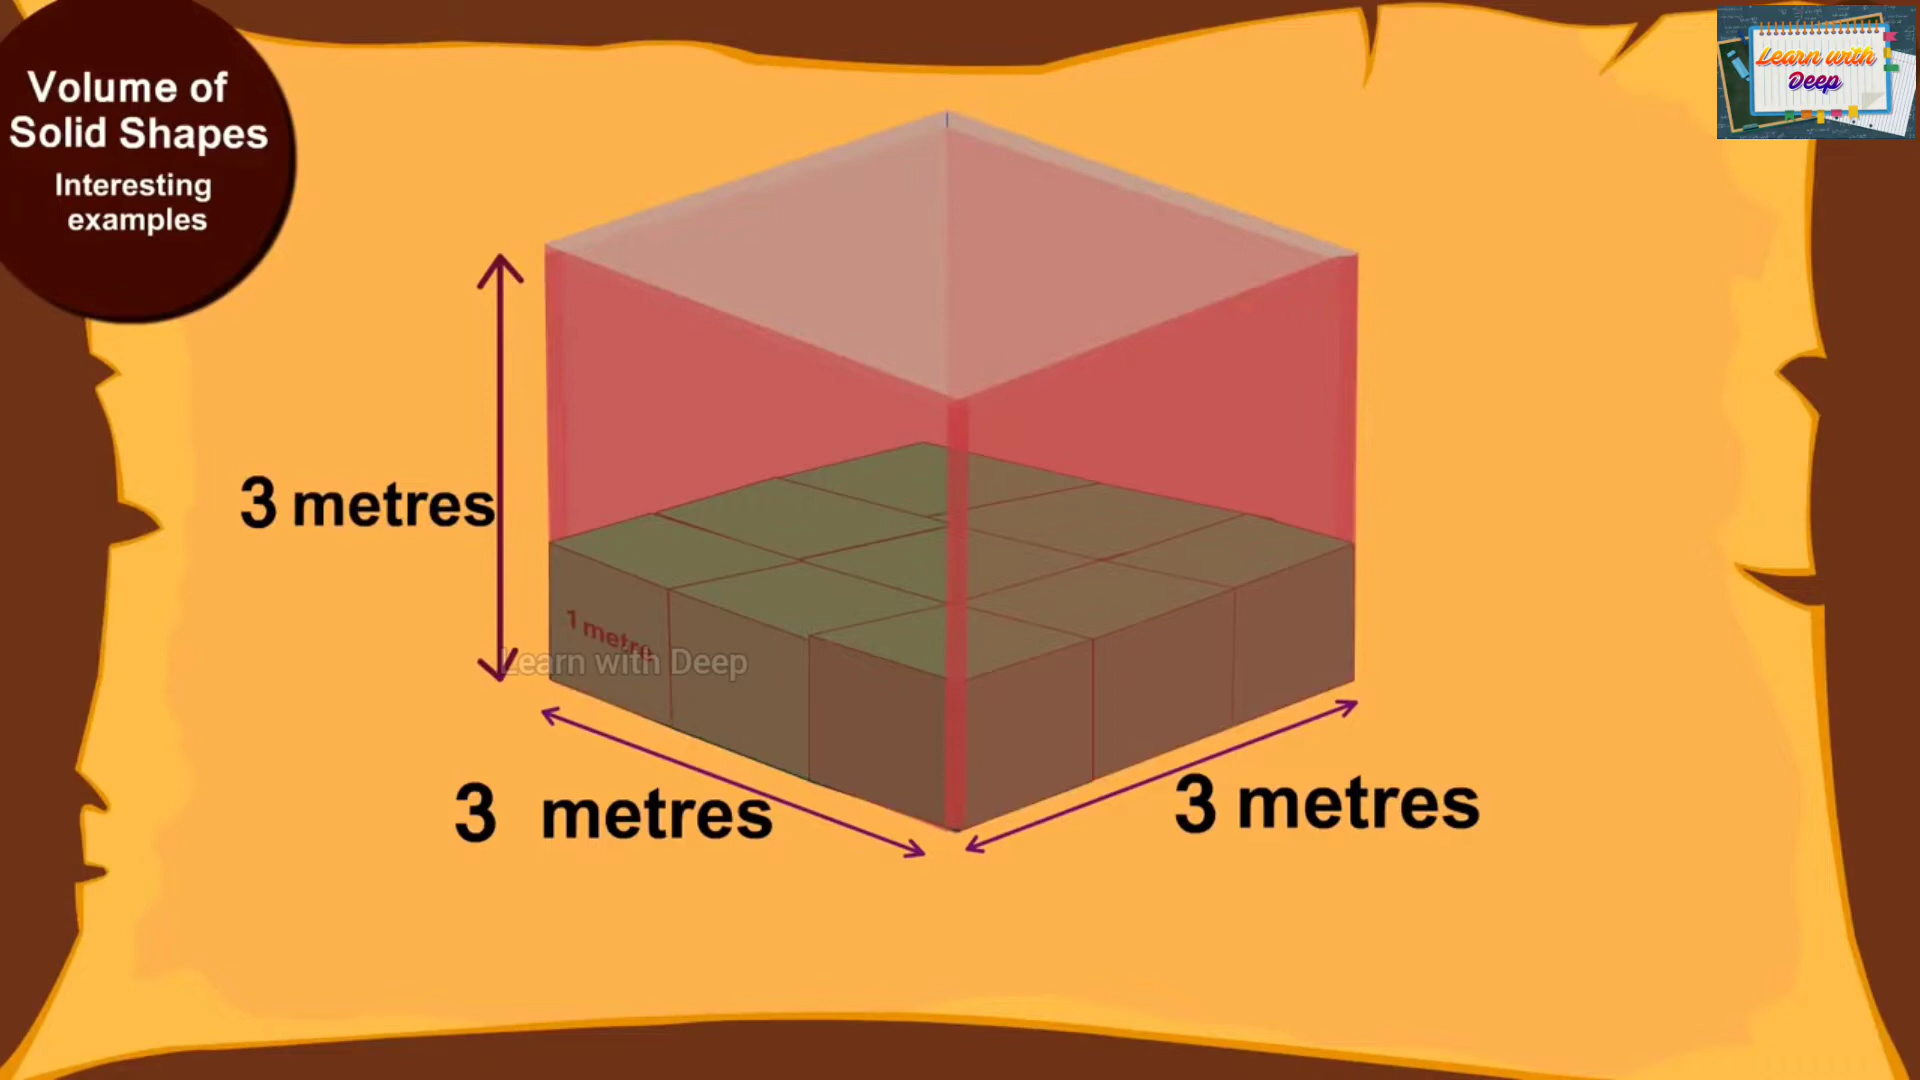 Volume of
Solid Shapes
Interesting
examples
Learn with
Deep
3 metres
1 metre
Learn with Deep
3 metres
3 metres